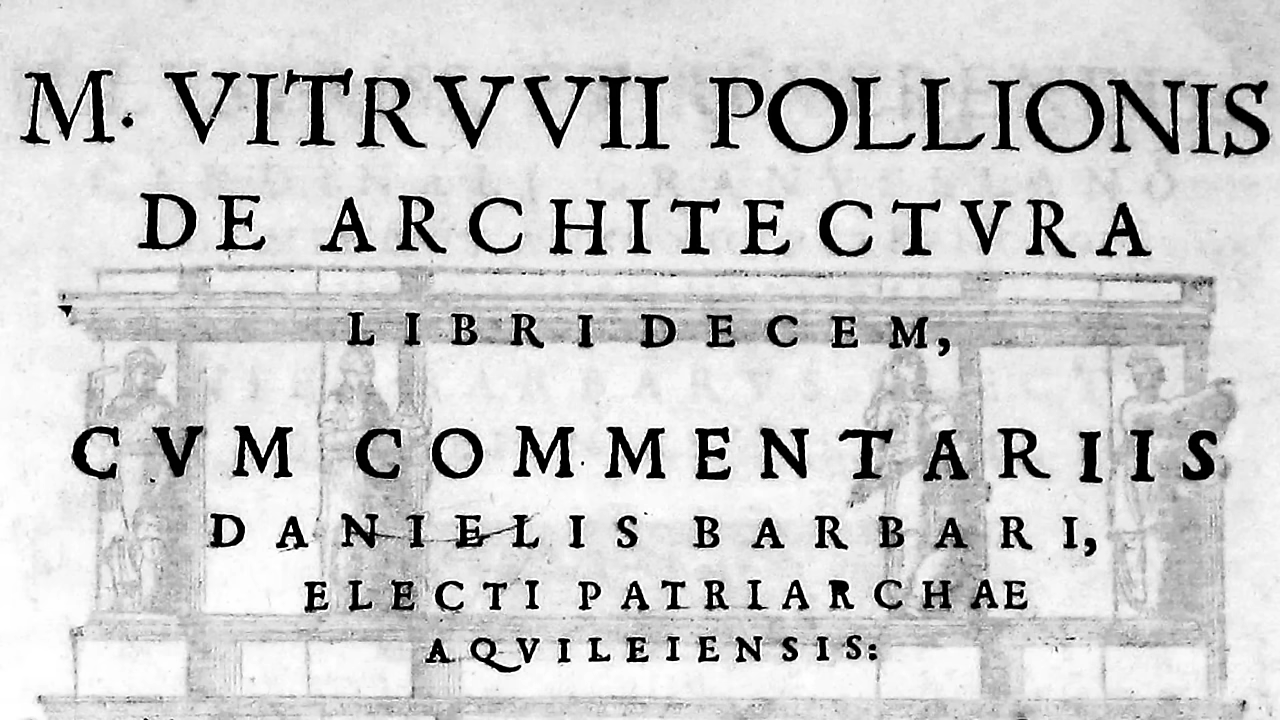 M. VITRVVII POLLIONIS
DE ARCHITECTVRA
LIBRI DECEM,
CVM COMMENTARIIS
DANIELIS BARBARI,
ELECTI PATRIARCHAE
AQVILEIENSIS: